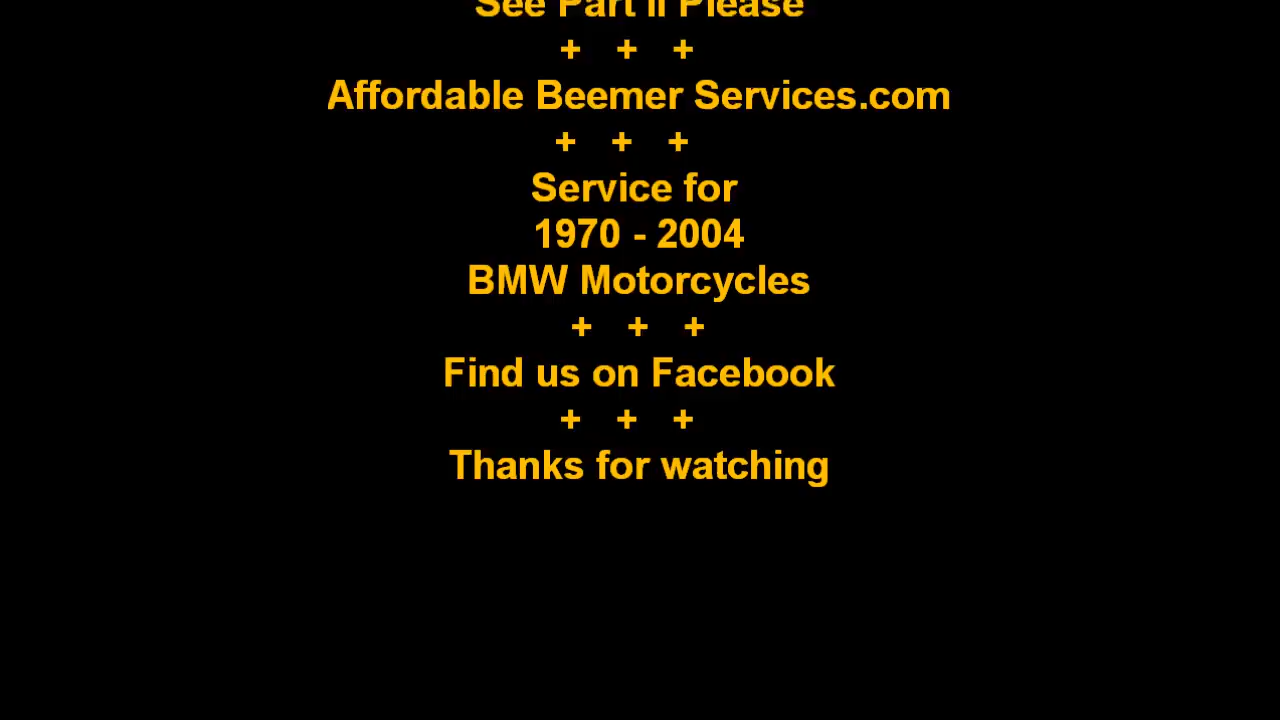 See Part ll Please
+ + +
Affordable Beemer Services.com
+ + +
Service for
1970 - 2004
BMW Motorcycles
+ + +
Find us on Facebook
+ + +
Thanks for watching